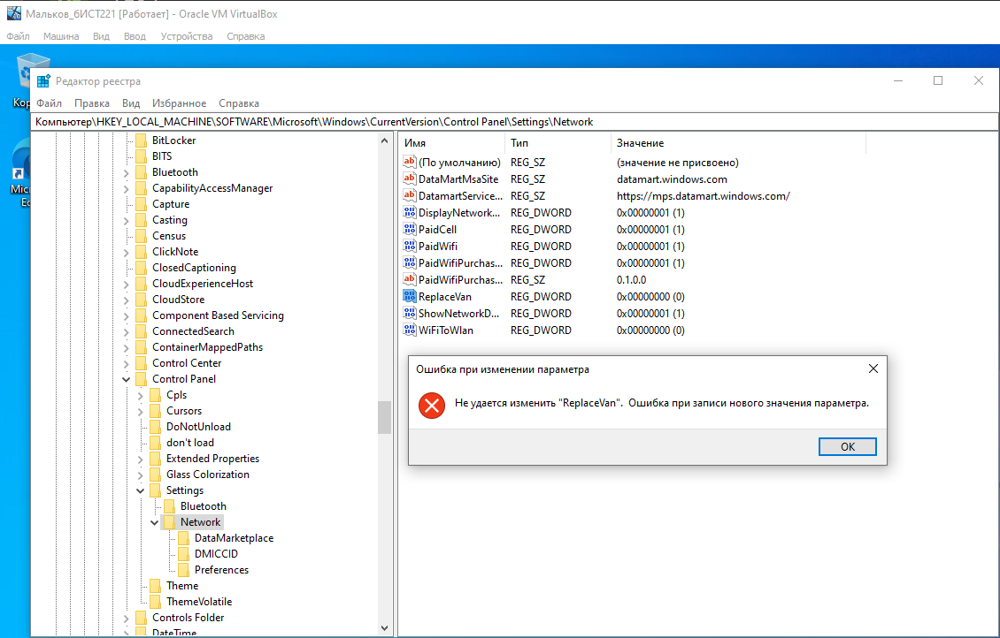 Мальков_бИСТ221 [Работает] - Oracle VM VirtualBox
Файл Машина Вид Ввод Устройства Справка
Редактор реестра
Файл Правка Вид Избранное Справка
Компьютер\HKEY_LOCAL_MACHINE\SOFTWARE\Microsoft\Windows\CurrentVersion\Control Panel\Settings\Network
BitLocker
BITS
Bluetooth
CapabilityAccessManager
Capture
Casting
Census
ClickNote
ClosedCaptioning
CloudExperienceHost
CloudStore
Component Based Servicing
ConnectedSearch
ContainerMappedPaths
Control Center
Control Panel
Cpls
Cursors
DoNotUnload
don't load
Extended Properties
Glass Colorization
Settings
Bluetooth
Network
DataMarketplace
DMICCID
Preferences
Theme
ThemeVolatile
Controls Folder
DateTime
Имя Тип Значение
(По умолчанию) REG_SZ (значение не присвоено)
DataMartMsaSite REG_SZ datamart.windows.com
DatamartService... REG_SZ https://mps.datamart.windows.com/
DisplayNetwork... REG_DWORD 0x00000001 (1)
PaidCell REG_DWORD 0x00000001 (1)
PaidWifi REG_DWORD 0x00000001 (1)
PaidWifiPurchas... REG_DWORD 0x00000001 (1)
PaidWifiPurchas... REG_SZ 0.1.0.0
ReplaceVan REG_DWORD 0x00000000 (0)
ShowNetworkD... REG_DWORD 0x00000001 (1)
WiFiToWlan REG_DWORD 0x00000000 (0)
Ошибка при изменении параметра
Не удается изменить "ReplaceVan". Ошибка при записи нового значения параметра.
OK